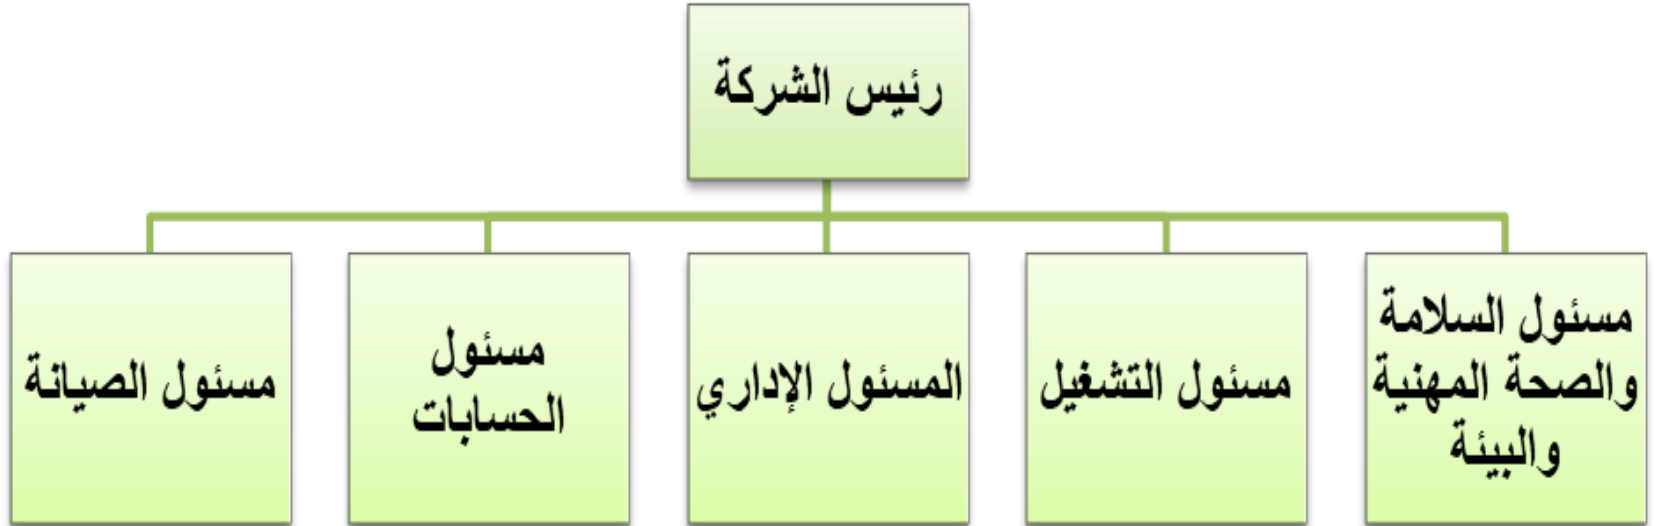 رئيس الشركة
مسئول السلامة
والصحة المهنية
والبيئة
مسئول التشغيل
المسئول الإداري
مسئول
الحسابات
مسئول الصيانة